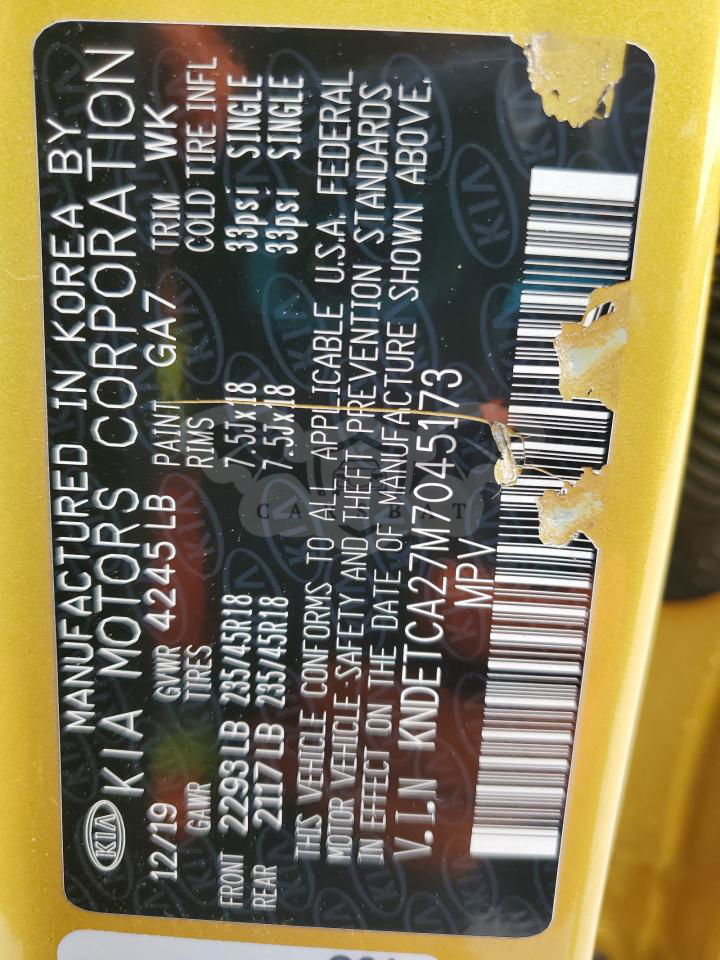 KIA
MANUFACTURED IN KOREA BY
KIA MOTORS CORPORATION
12/19 GVWR 4245LB PAINT GA7 TRIM WK
GAWR TIRES RIMS COLD TIRE INFL
FRONT 2293LB 235/45R18 7.5Jx18 33psi SINGLE
REAR 2117LB 235/45R18 7.5Jx18 33psi SINGLE
THIS VEHICLE CONFORMS TO ALL APPLICABLE U.S.A. FEDERAL
MOTOR VEHICLE SAFETY AND THEFT PREVENTION STANDARDS
IN EFFECT ON THE DATE OF MANUFACTURE SHOWN ABOVE.
V.I.N KNDETCA27M7045173
MPV
CARSBAT